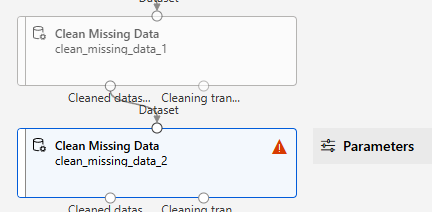 Dataset
Clean Missing Data
clean_missing_data_1
Cleaned datas... Cleaning tran...
Dataset
Clean Missing Data
clean_missing_data_2
Parameters
Cleaned datas... Cleaning tran...